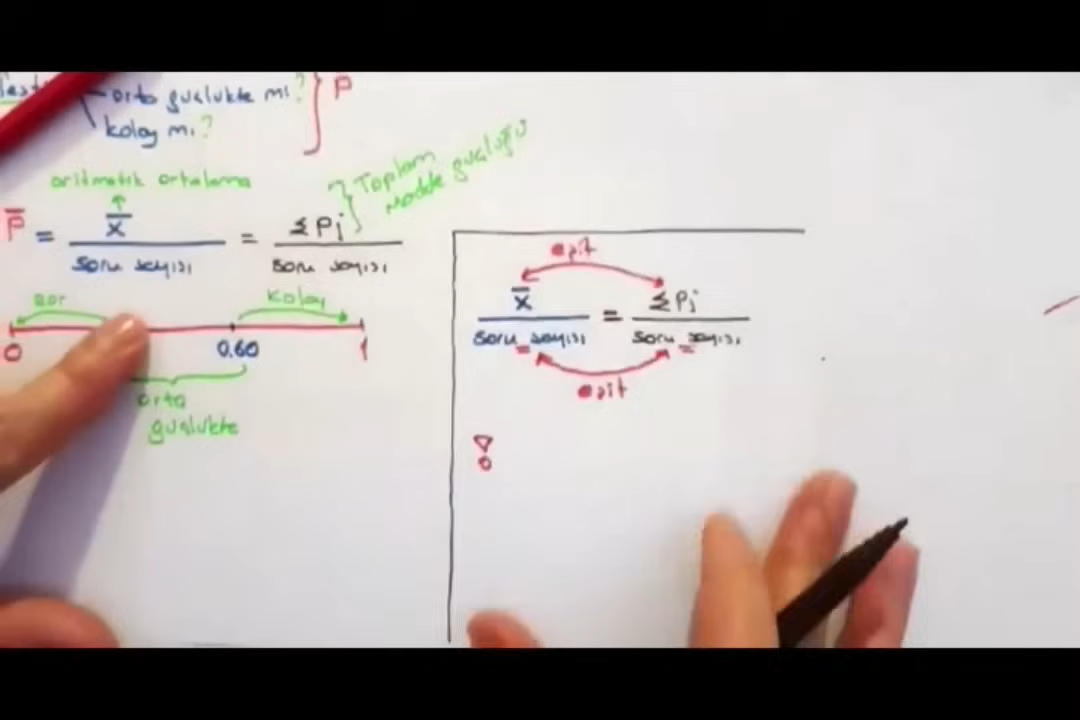 Test
orta güçlükte mi?
kolay mı?
} P
aritmetik ortalama
Toplam
madde güçlüğü
P̄ = x̄ / soru sayısı = ΣPj / soru sayısı
zor
kolay
0
0.60
1
orta
güçlükte
eşit
x̄ / soru sayısı = ΣPj / soru sayısı
eşit
!